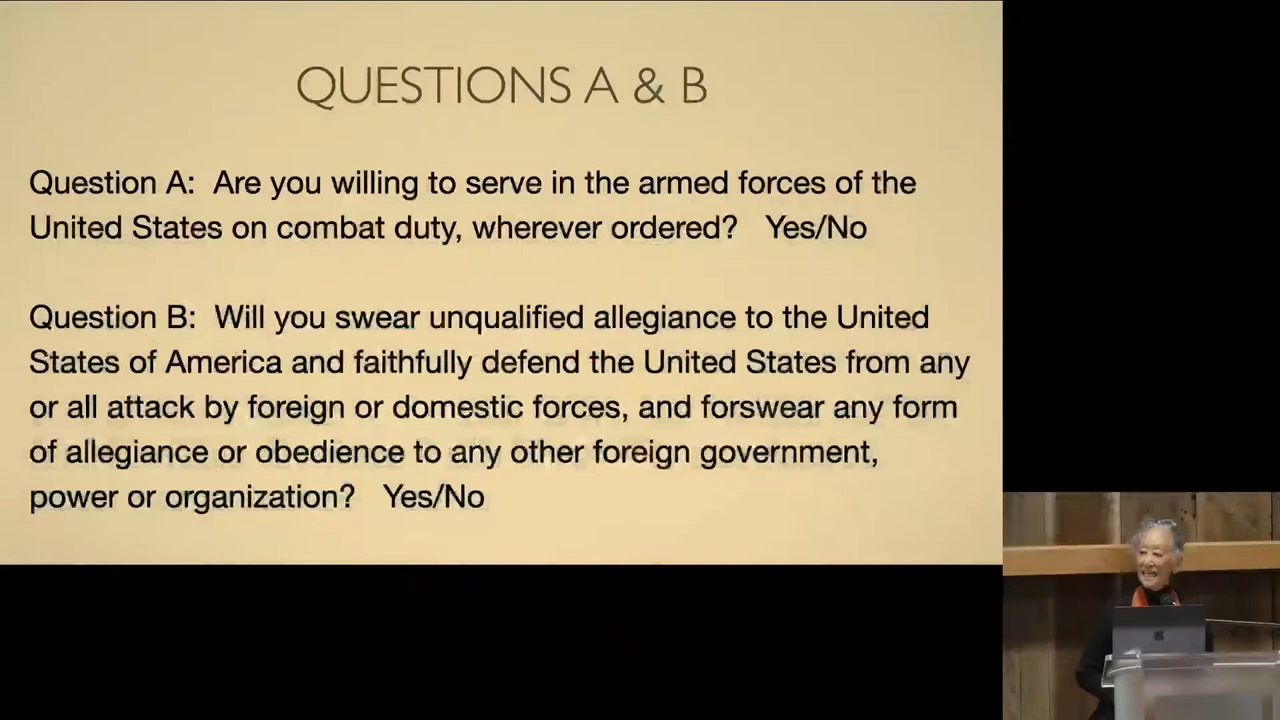 QUESTIONS A & B
Question A: Are you willing to serve in the armed forces of the
United States on combat duty, wherever ordered? Yes/No
Question B: Will you swear unqualified allegiance to the United
States of America and faithfully defend the United States from any
or all attack by foreign or domestic forces, and forswear any form
of allegiance or obedience to any other foreign government,
power or organization? Yes/No